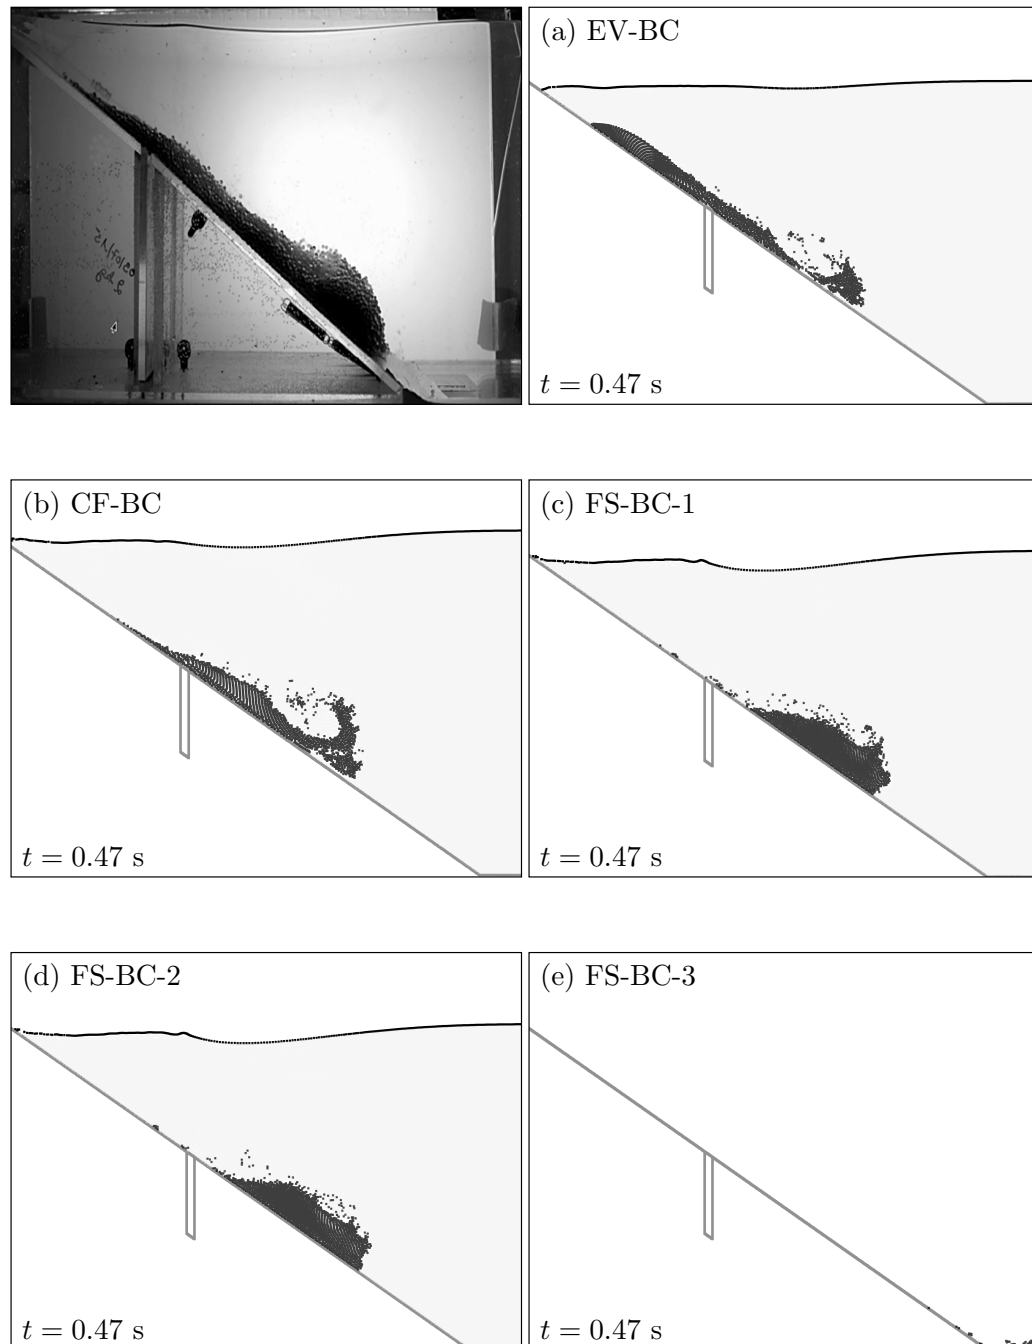 (a) EV-BC
t = 0.47 s
(b) CF-BC
(c) FS-BC-1
t = 0.47 s
t = 0.47 s
(d) FS-BC-2
(e) FS-BC-3
t = 0.47 s
t = 0.47 s